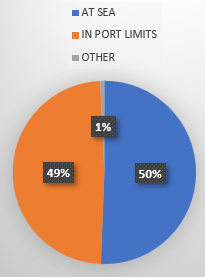 AT SEA
IN PORT LIMITS
OTHER
1%
49%
50%